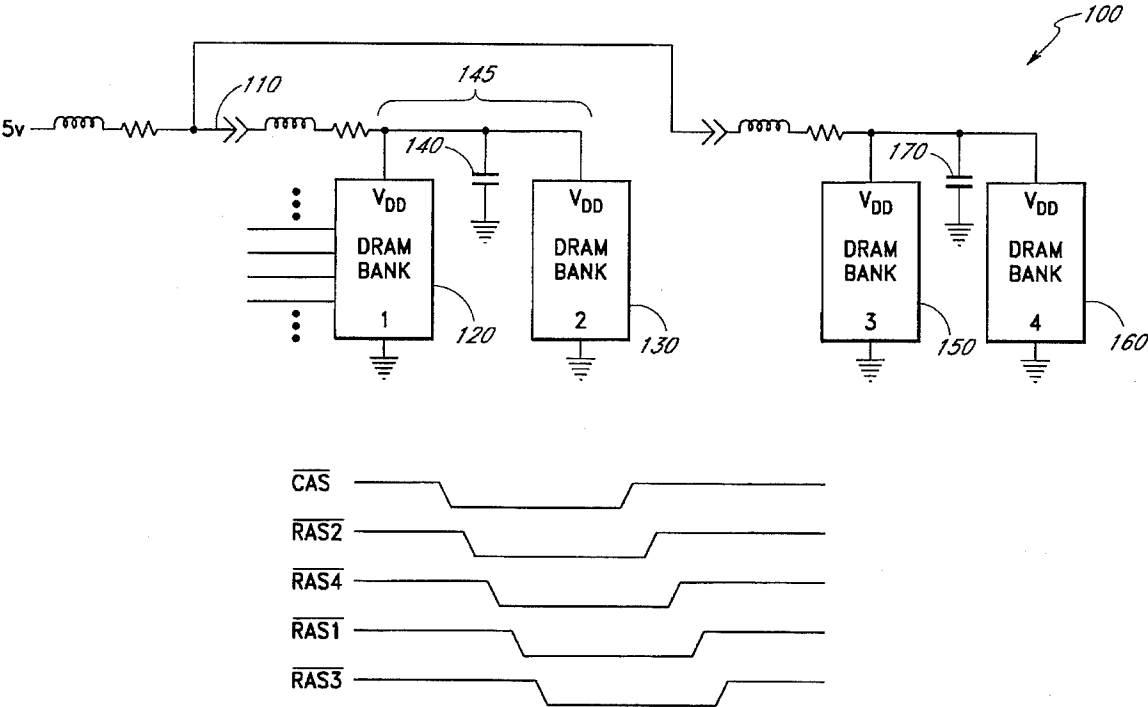 100
145
110
5v
140
170
VDD
VDD
VDD
VDD
DRAM BANK
DRAM BANK
DRAM BANK
DRAM BANK
1
2
3
4
120
130
150
160
CAS
RAS2
RAS4
RAS1
RAS3